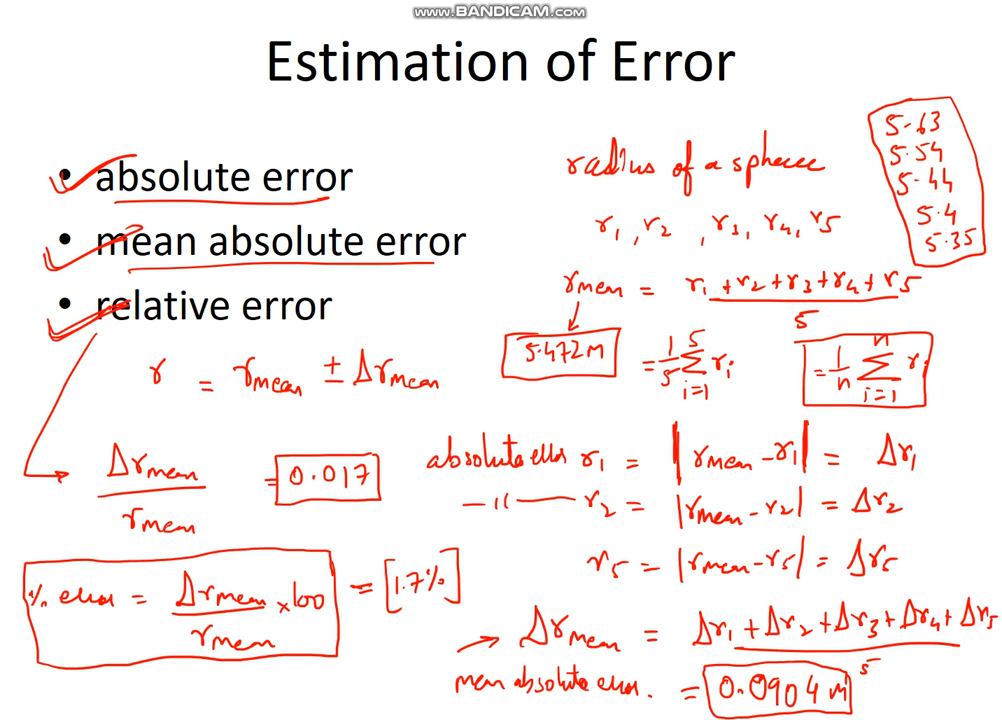 www.BANDICAM.com
Estimation of Error
• absolute error
• mean absolute error
• relative error
r = rmean ± Δrmean
Δrmean / rmean = 0.017
% error = Δrmean / rmean × 100 = [1.7%]
radius of a sphere
r1, r2, r3, r4, r5
5.63
5.54
5.44
5.4
5.35
rmean = r1 + r2 + r3 + r4 + r5 / 5
5.472 M = 1/5 5Σi=1 ri = 1/n nΣi=1 ri
absolute error r1 = |rmean - r1| = Δr1
—〃— r2 = |rmean - r2| = Δr2
r5 = |rmean - r5| = Δr5
→ Δrmean = Δr1 + Δr2 + Δr3 + Δr4 + Δr5 / 5
mean absolute error. = 0.0904 m